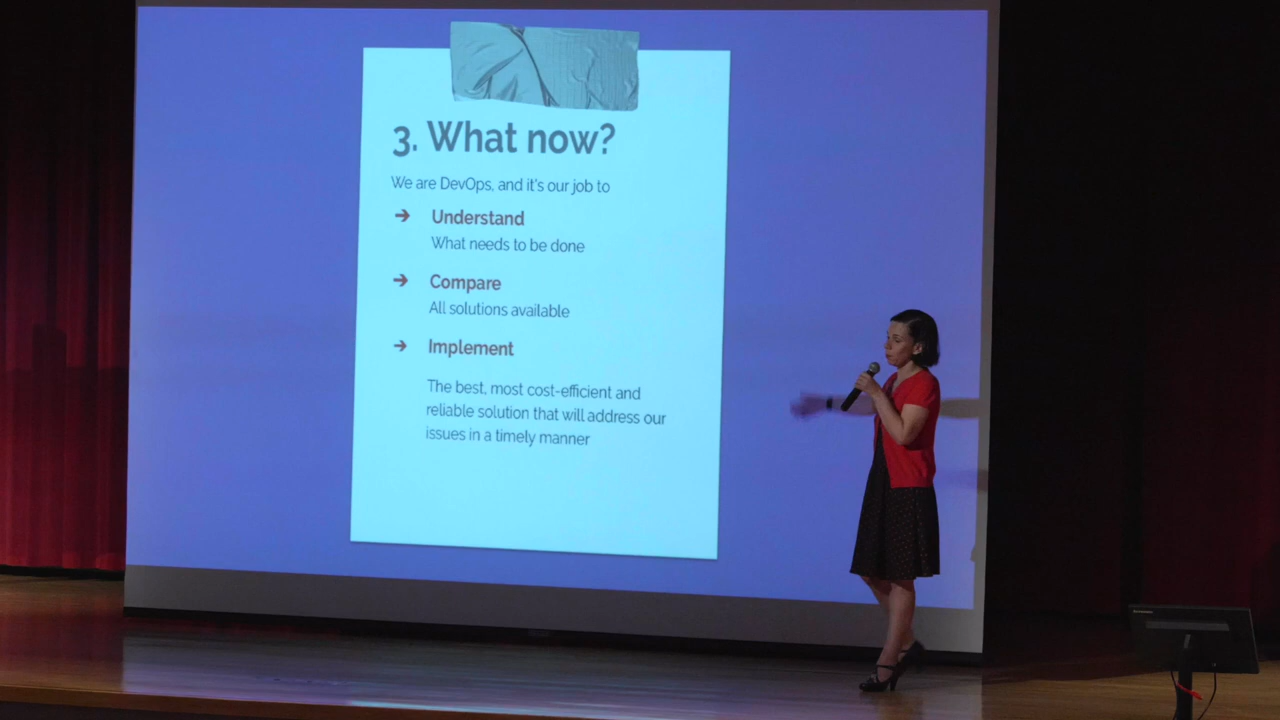 3. What now?
We are DevOps, and it's our job to
➔ Understand
What needs to be done
➔ Compare
All solutions available
➔ Implement
The best, most cost-efficient and
reliable solution that will address our
issues in a timely manner